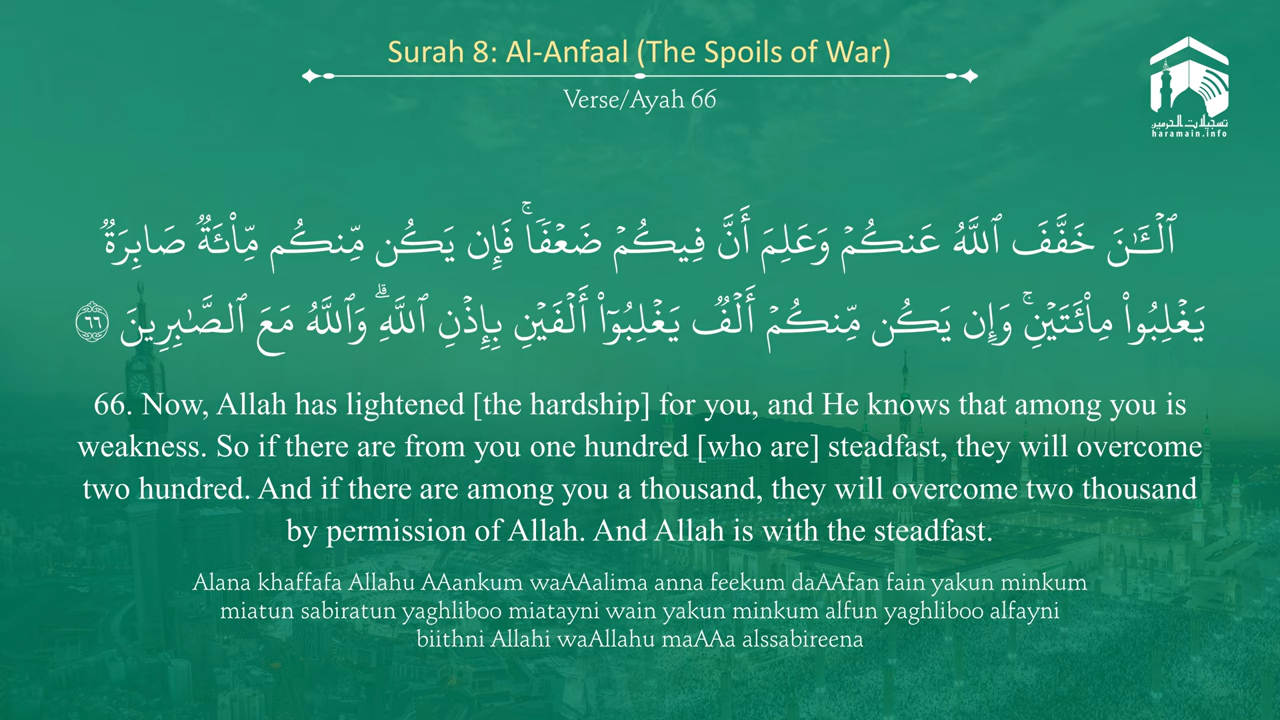 Surah 8: Al-Anfaal (The Spoils of War)
Verse/Ayah 66
تسجيلات الحرمين
haramain.info
ٱلْـَٔـٰنَ خَفَّفَ ٱللَّهُ عَنكُمْ وَعَلِمَ أَنَّ فِيكُمْ ضَعْفًا ۚ فَإِن يَكُن مِّنكُم مِّا۟ئَةٌ صَابِرَةٌ
يَغْلِبُوا۟ مِا۟ئَتَيْنِ ۚ وَإِن يَكُن مِّنكُمْ أَلْفٌ يَغْلِبُوٓا۟ أَلْفَيْنِ بِإِذْنِ ٱللَّهِ ۗ وَٱللَّهُ مَعَ ٱلصَّـٰبِرِينَ ٦٦
66. Now, Allah has lightened [the hardship] for you, and He knows that among you is
weakness. So if there are from you one hundred [who are] steadfast, they will overcome
two hundred. And if there are among you a thousand, they will overcome two thousand
by permission of Allah. And Allah is with the steadfast.
Alana khaffafa Allahu AAankum waAAalima anna feekum daAAfan fain yakun minkum
miatun sabiratun yaghliboo miatayni wain yakun minkum alfun yaghliboo alfayni
biithni Allahi waAllahu maAAa alssabireena